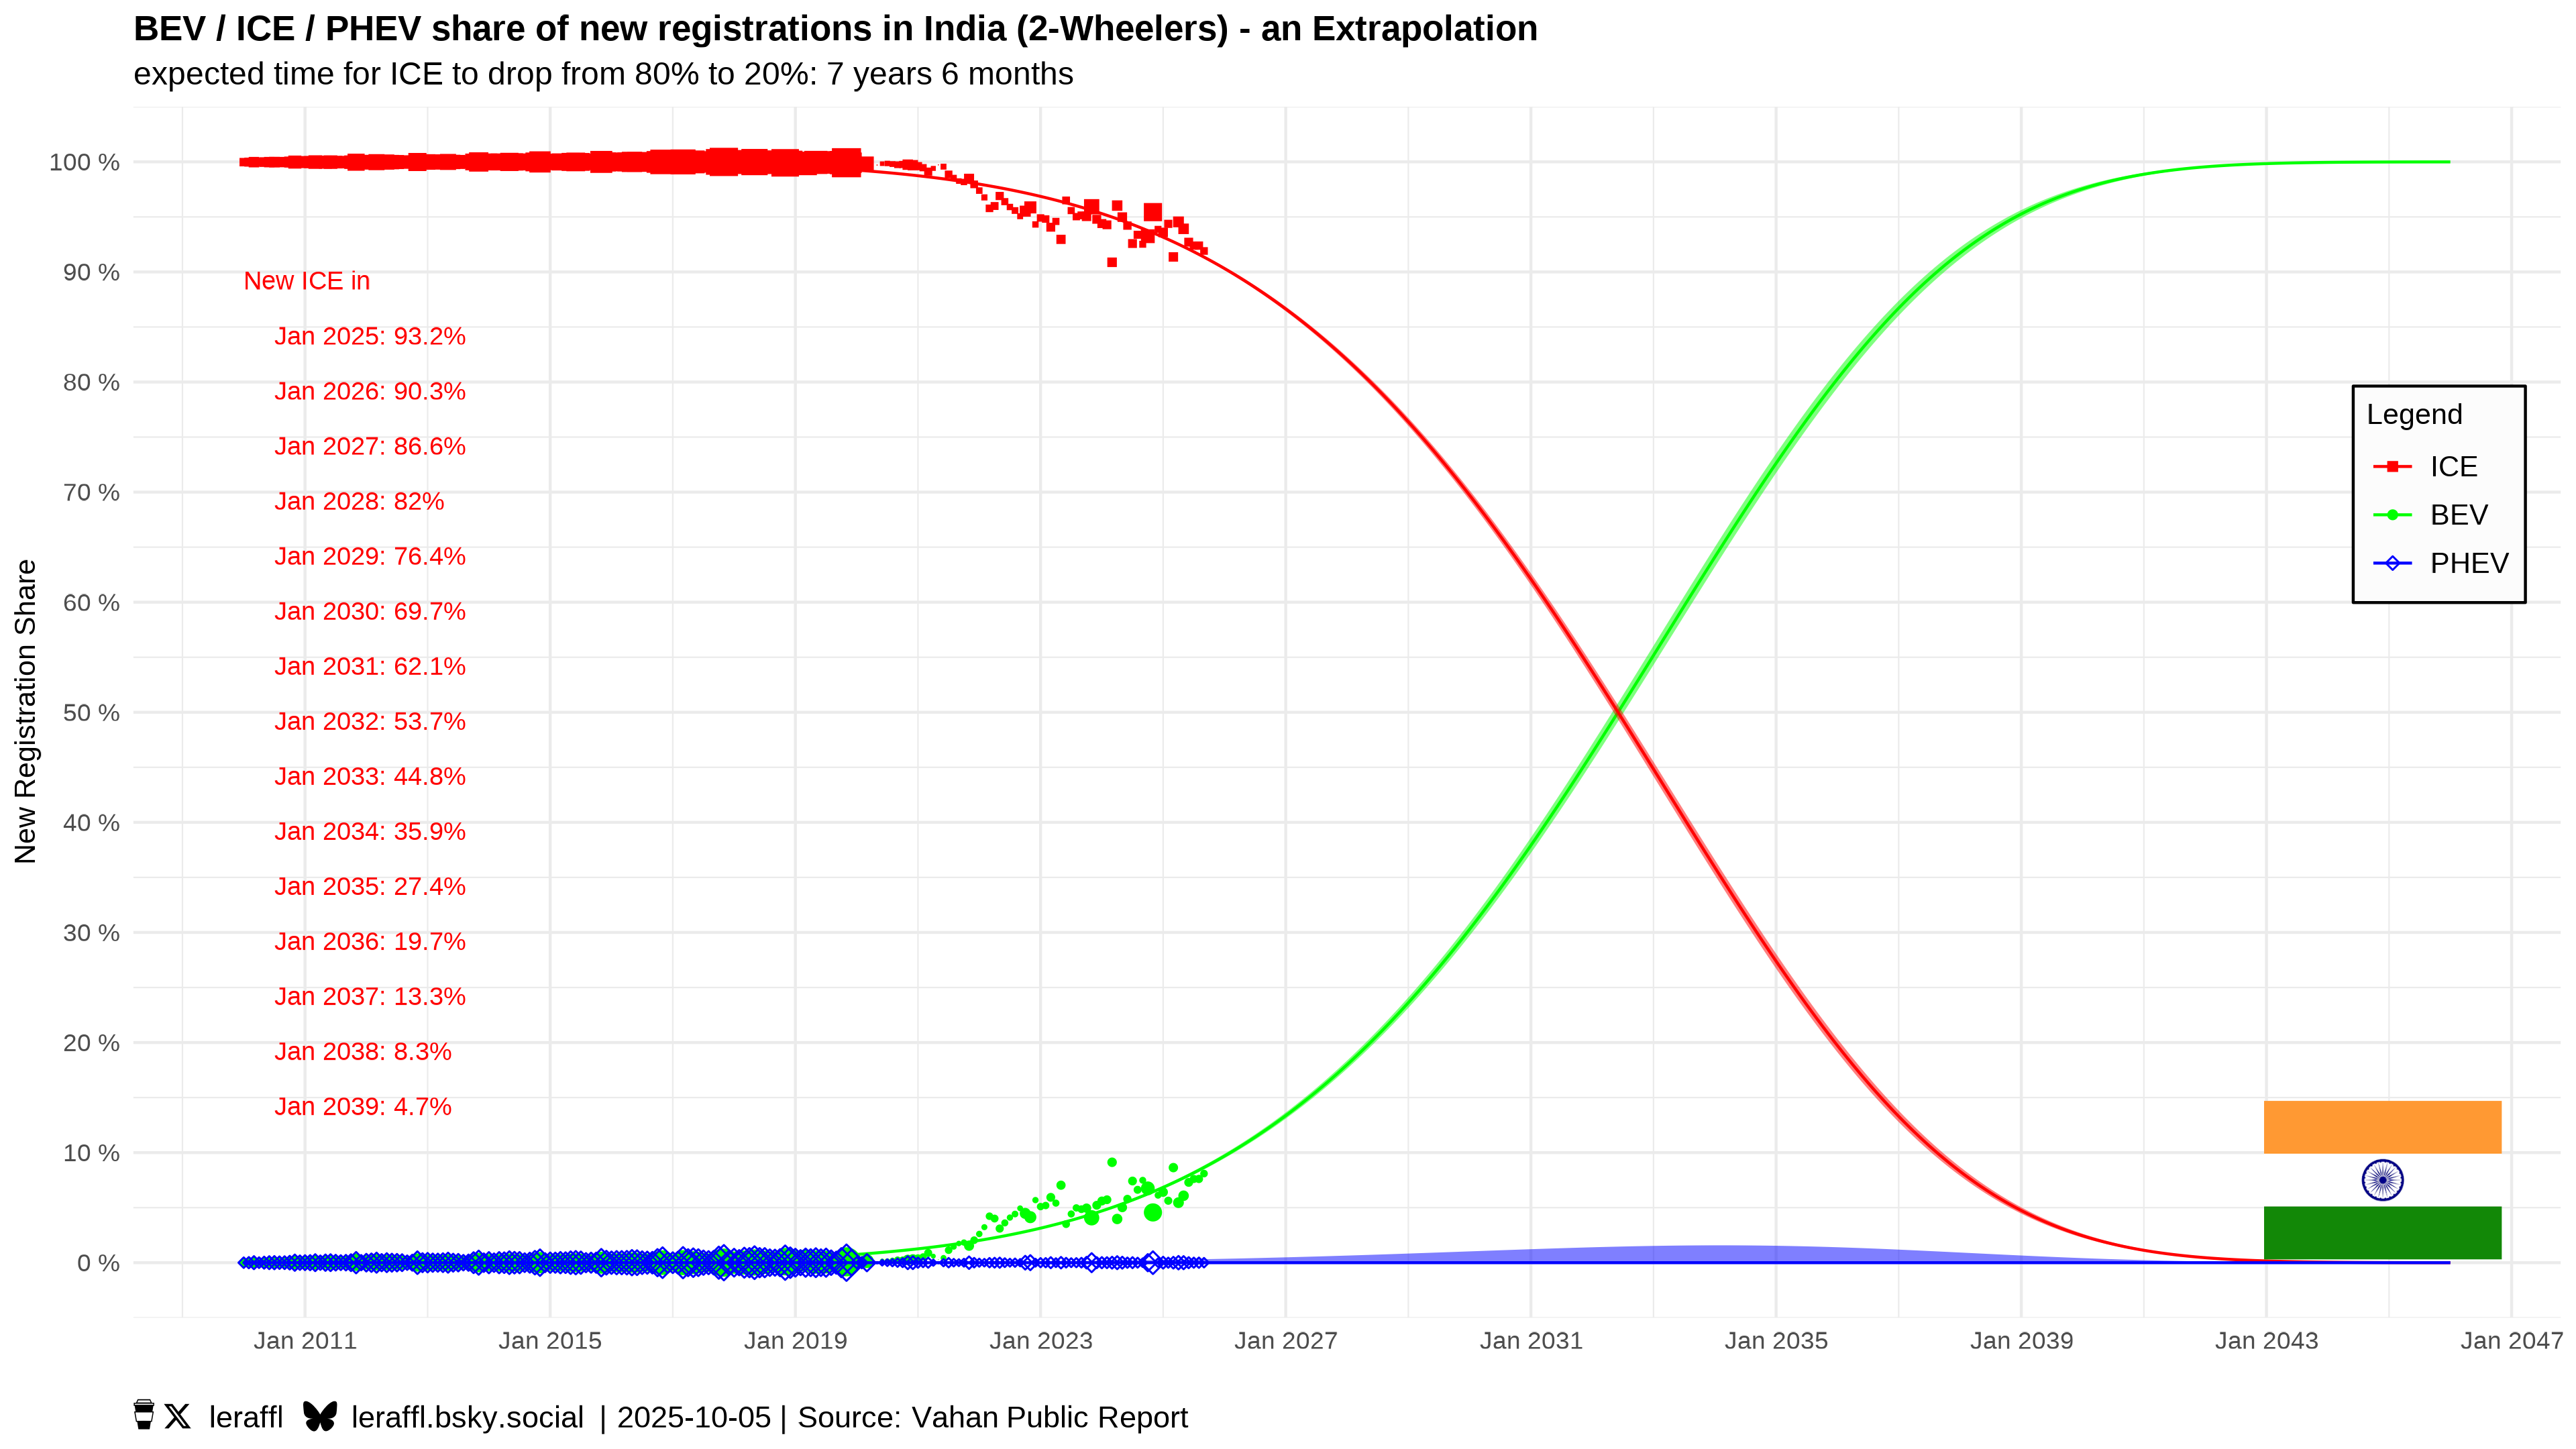 BEV / ICE / PHEV share of new registrations in India (2-Wheelers) - an Extrapolation
expected time for ICE to drop from 80% to 20%: 7 years 6 months
New Registration Share
100 %
90 %
80 %
70 %
60 %
50 %
40 %
30 %
20 %
10 %
0 %
New ICE in
Jan 2025: 93.2%
Jan 2026: 90.3%
Jan 2027: 86.6%
Jan 2028: 82%
Jan 2029: 76.4%
Jan 2030: 69.7%
Jan 2031: 62.1%
Jan 2032: 53.7%
Jan 2033: 44.8%
Jan 2034: 35.9%
Jan 2035: 27.4%
Jan 2036: 19.7%
Jan 2037: 13.3%
Jan 2038: 8.3%
Jan 2039: 4.7%
Legend
ICE
BEV
PHEV
Jan 2011 Jan 2015 Jan 2019 Jan 2023 Jan 2027 Jan 2031 Jan 2035 Jan 2039 Jan 2043 Jan 2047
leraffl leraffl.bsky.social | 2025-10-05 | Source: Vahan Public Report